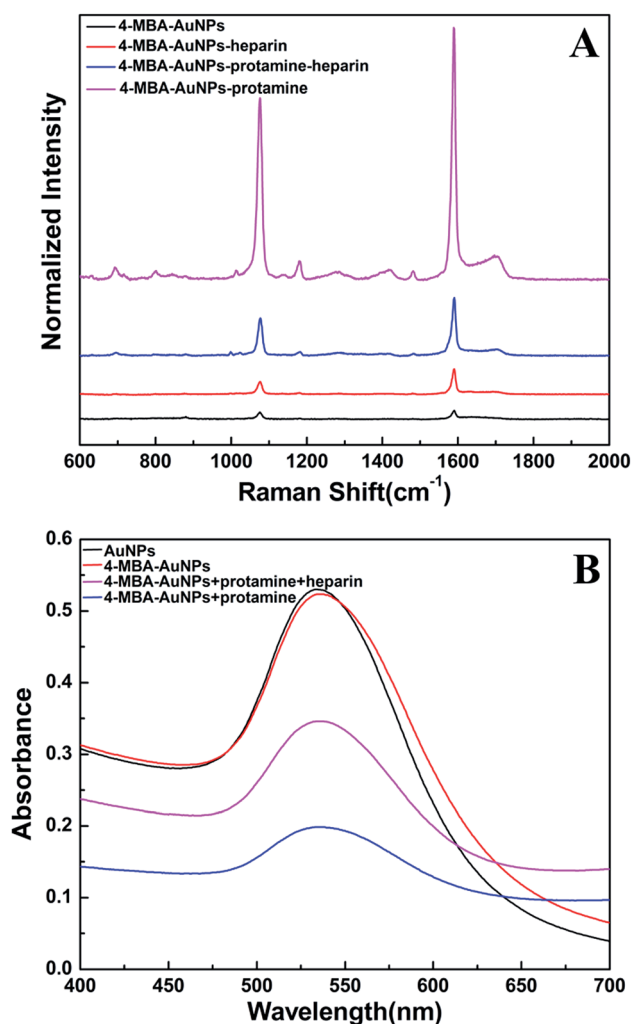 A
4-MBA-AuNPs
4-MBA-AuNPs-heparin
4-MBA-AuNPs-protamine-heparin
4-MBA-AuNPs-protamine
Normalized Intensity
600 800 1000 1200 1400 1600 1800 2000
Raman Shift(cm⁻¹)
B
AuNPs
4-MBA-AuNPs
4-MBA-AuNPs+protamine+heparin
4-MBA-AuNPs+protamine
Absorbance
0.6
0.5
0.4
0.3
0.2
0.1
0.0
400 450 500 550 600 650 700
Wavelength(nm)